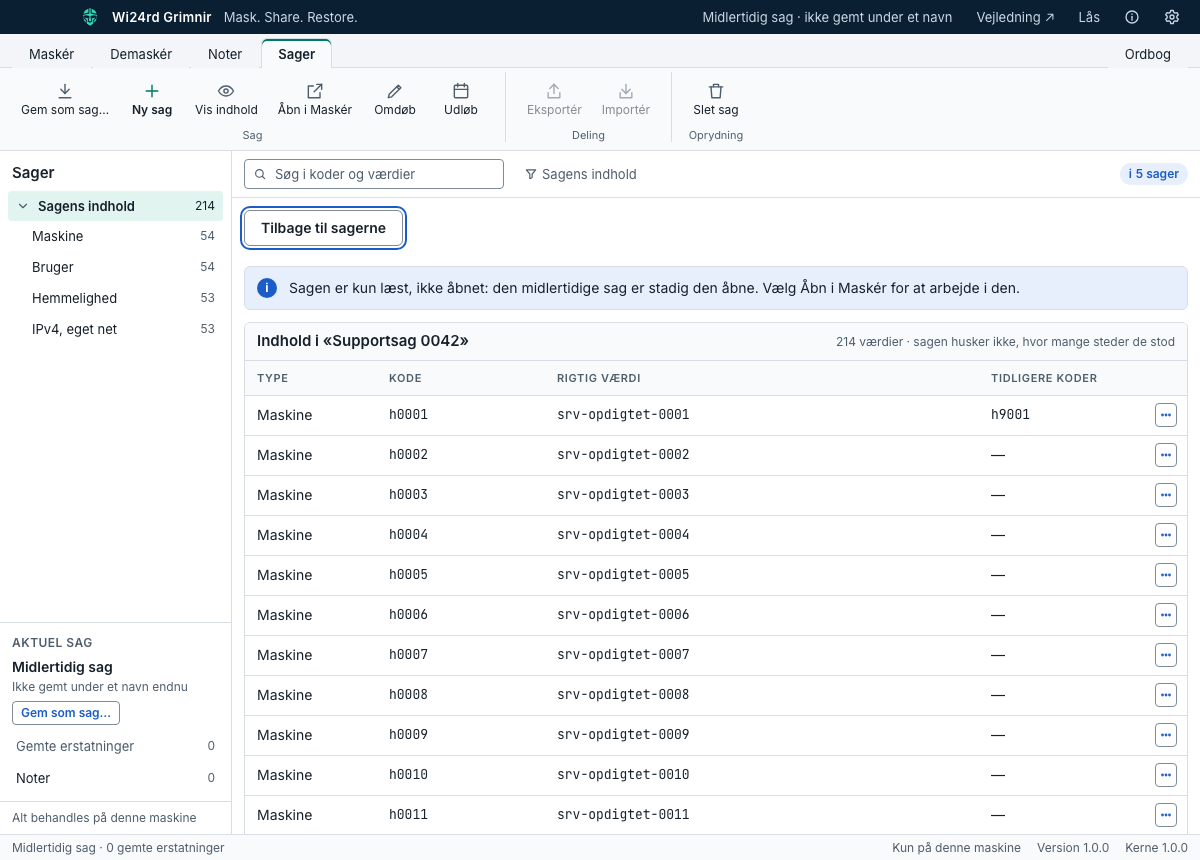 Wi24rd Grimnir Mask. Share. Restore. Midlertidig sag · ikke gemt under et navn Vejledning ↗ Lås
Maskér Demaskér Noter Sager Ordbog
Gem som sag... Ny sag Vis indhold Åbn i Maskér Omdøb Udløb Eksportér Importér Slet sag
Sag Deling Oprydning
Sager
Søg i koder og værdier Sagens indhold i 5 sager
Sagens indhold 214
Maskine 54
Bruger 54
Hemmelighed 53
IPv4, eget net 53
Tilbage til sagerne
Sagen er kun læst, ikke åbnet: den midlertidige sag er stadig den åbne. Vælg Åbn i Maskér for at arbejde i den.
Indhold i «Supportsag 0042» 214 værdier · sagen husker ikke, hvor mange steder de stod
TYPE KODE RIGTIG VÆRDI TIDLIGERE KODER
Maskine h0001 srv-opdigtet-0001 h9001
Maskine h0002 srv-opdigtet-0002 —
Maskine h0003 srv-opdigtet-0003 —
Maskine h0004 srv-opdigtet-0004 —
Maskine h0005 srv-opdigtet-0005 —
Maskine h0006 srv-opdigtet-0006 —
Maskine h0007 srv-opdigtet-0007 —
Maskine h0008 srv-opdigtet-0008 —
Maskine h0009 srv-opdigtet-0009 —
Maskine h0010 srv-opdigtet-0010 —
Maskine h0011 srv-opdigtet-0011 —
AKTUEL SAG
Midlertidig sag
Ikke gemt under et navn endnu
Gem som sag...
Gemte erstatninger 0
Noter 0
Alt behandles på denne maskine
Midlertidig sag · 0 gemte erstatninger Kun på denne maskine Version 1.0.0 Kerne 1.0.0